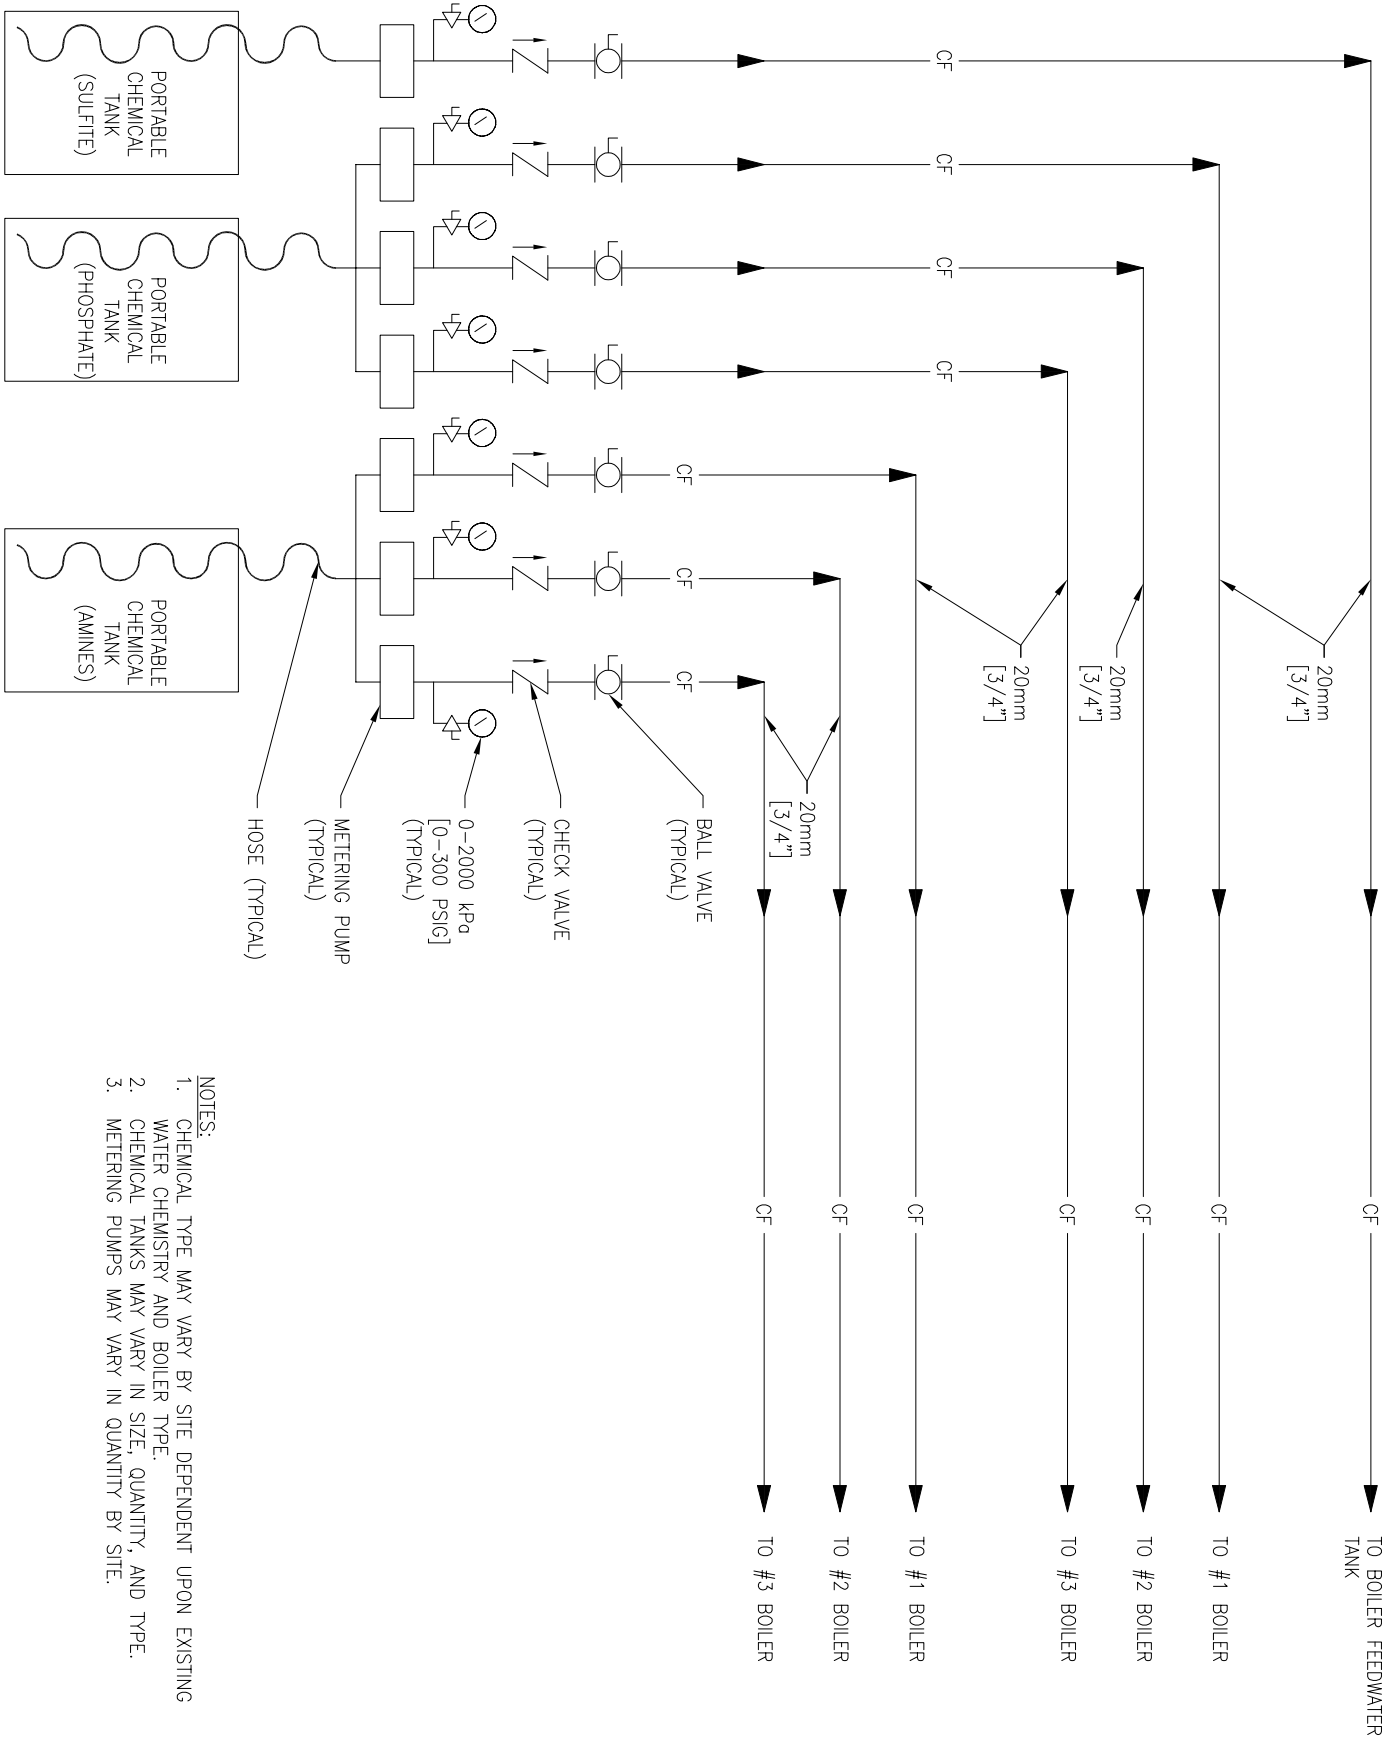 CF
TO BOILER FEEDWATER
TANK
20mm
[3/4"]
CF
TO #1 BOILER
CF
TO #2 BOILER
20mm
[3/4"]
CF
TO #3 BOILER
20mm
[3/4"]
CF
CF
CF
CF
CF
TO #1 BOILER
CF
TO #2 BOILER
20mm
[3/4"]
CF
TO #3 BOILER
CF
CF
CF
BALL VALVE
(TYPICAL)
CHECK VALVE
(TYPICAL)
0-2000 kPa
[0-300 PSIG]
(TYPICAL)
METERING PUMP
(TYPICAL)
HOSE (TYPICAL)
PORTABLE
CHEMICAL
TANK
(SULFITE)
PORTABLE
CHEMICAL
TANK
(PHOSPHATE)
PORTABLE
CHEMICAL
TANK
(AMINES)
NOTES:
1. CHEMICAL TYPE MAY VARY BY SITE DEPENDENT UPON EXISTING
WATER CHEMISTRY AND BOILER TYPE.
2. CHEMICAL TANKS MAY VARY IN SIZE, QUANTITY, AND TYPE.
3. METERING PUMPS MAY VARY IN QUANTITY BY SITE.